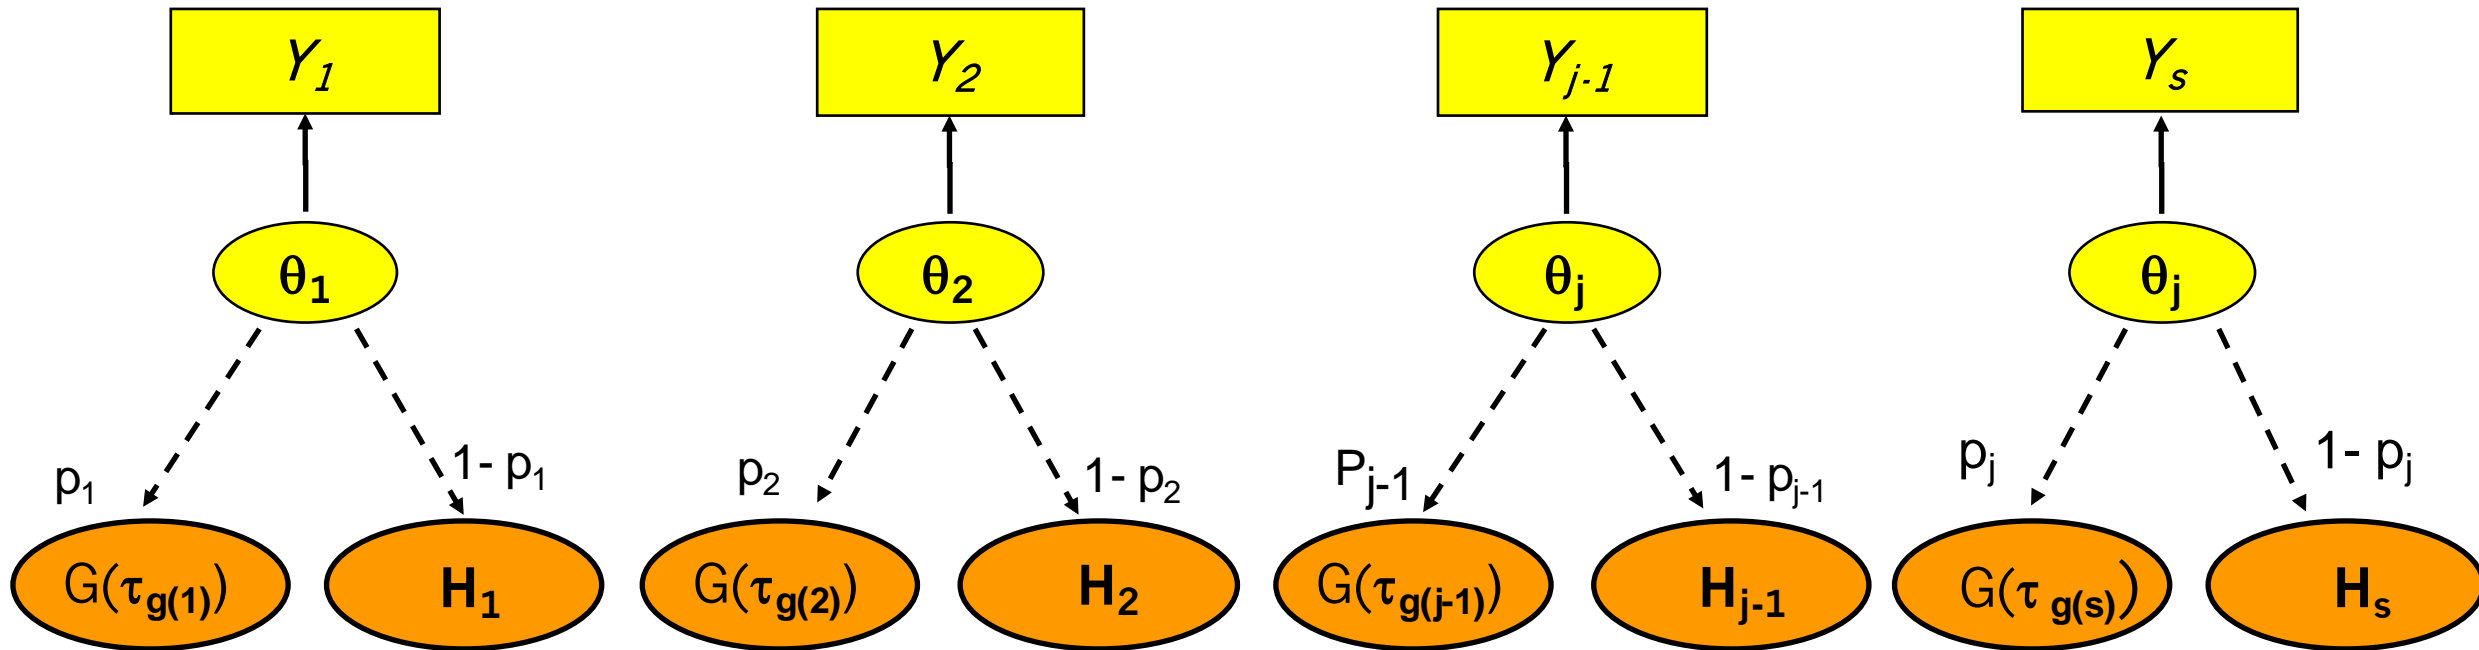 Y₁ Y₂ Yⱼ₋₁ Yₛ
θ₁ θ₂ θⱼ θⱼ
p₁ 1- p₁ p₂ 1- p₂ Pⱼ₋₁ 1- pⱼ₋₁ pⱼ 1- pⱼ
G(τg(1)) H₁ G(τg(2)) H₂ G(τg(j-1)) Hⱼ₋₁ G(τ g(s)) Hₛ